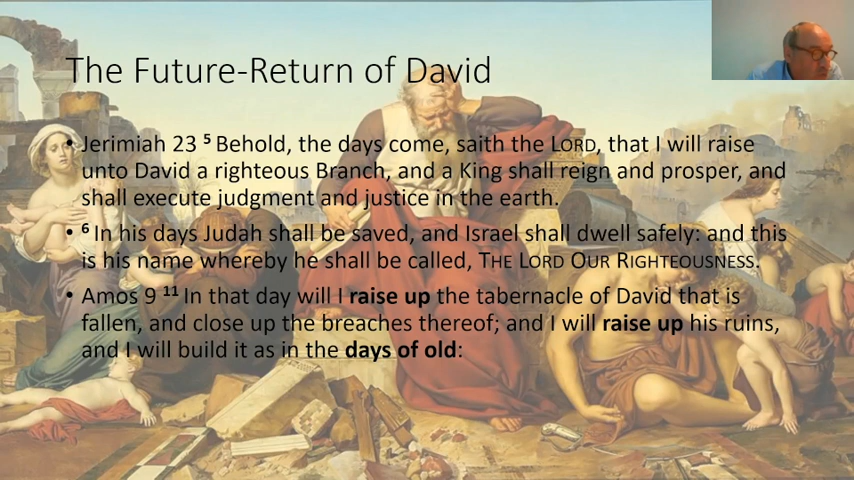 The Future-Return of David
• Jerimiah 23 ⁵ Behold, the days come, saith the LORD, that I will raise
unto David a righteous Branch, and a King shall reign and prosper, and
shall execute judgment and justice in the earth.
• ⁶ In his days Judah shall be saved, and Israel shall dwell safely: and this
is his name whereby he shall be called, THE LORD OUR RIGHTEOUSNESS.
• Amos 9 ¹¹ In that day will I raise up the tabernacle of David that is
fallen, and close up the breaches thereof; and I will raise up his ruins,
and I will build it as in the days of old: